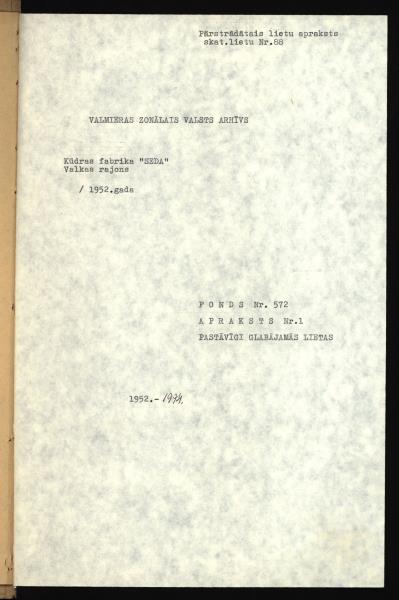 Pārstrādātais lietu apraksts
skat.lietu Nr.88
VALMIERAS ZONĀLAIS VALSTS ARHĪVS
Kūdras fabrika "SEDA"
Valkas rajons
/ 1952.gada
F O N D S Nr. 572
A P R A K S T S Nr.1
PASTĀVĪGI GLABĀJAMĀS LIETAS
1952.-